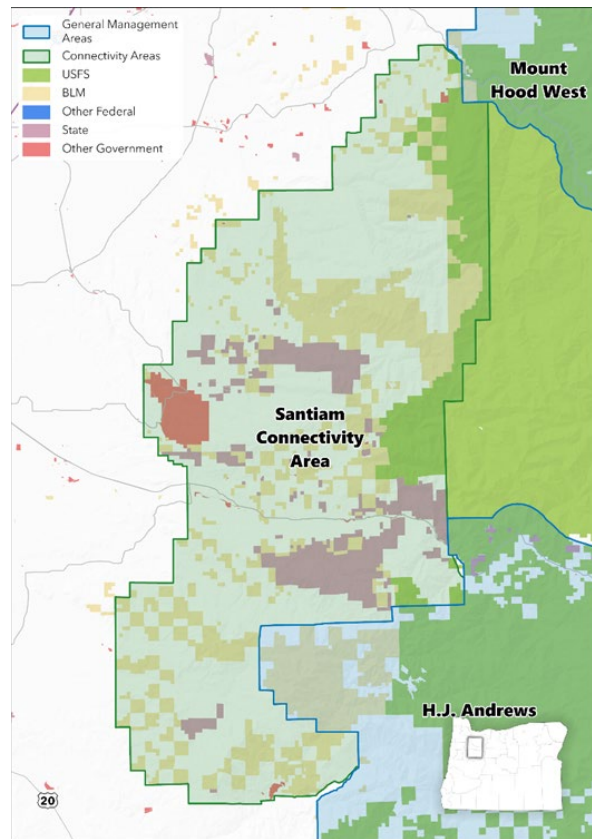 General Management
Areas
Connectivity Areas
USFS
BLM
Other Federal
State
Other Government
Mount
Hood West
Santiam
Connectivity
Area
H.J. Andrews
20